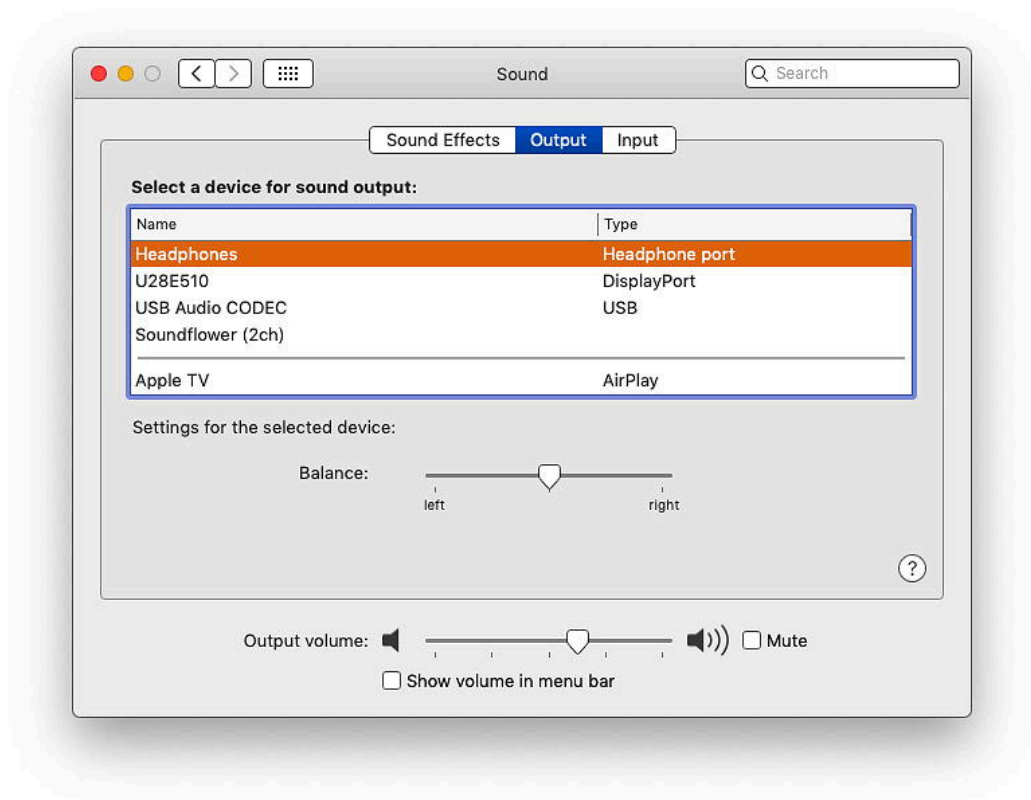 Sound
Search
Sound Effects Output Input
Select a device for sound output:
Name Type
Headphones Headphone port
U28E510 DisplayPort
USB Audio CODEC USB
Soundflower (2ch)
Apple TV AirPlay
Settings for the selected device:
Balance:
left right
?
Output volume: Mute
Show volume in menu bar